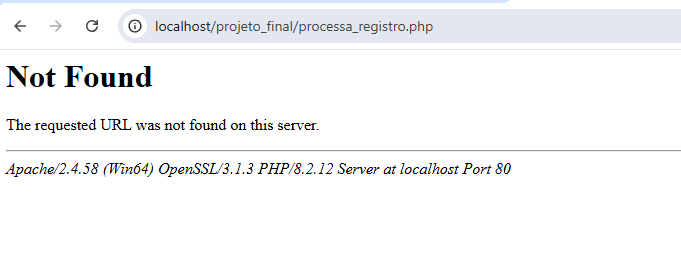 localhost/projeto_final/processa_registro.php
Not Found
The requested URL was not found on this server.
Apache/2.4.58 (Win64) OpenSSL/3.1.3 PHP/8.2.12 Server at localhost Port 80